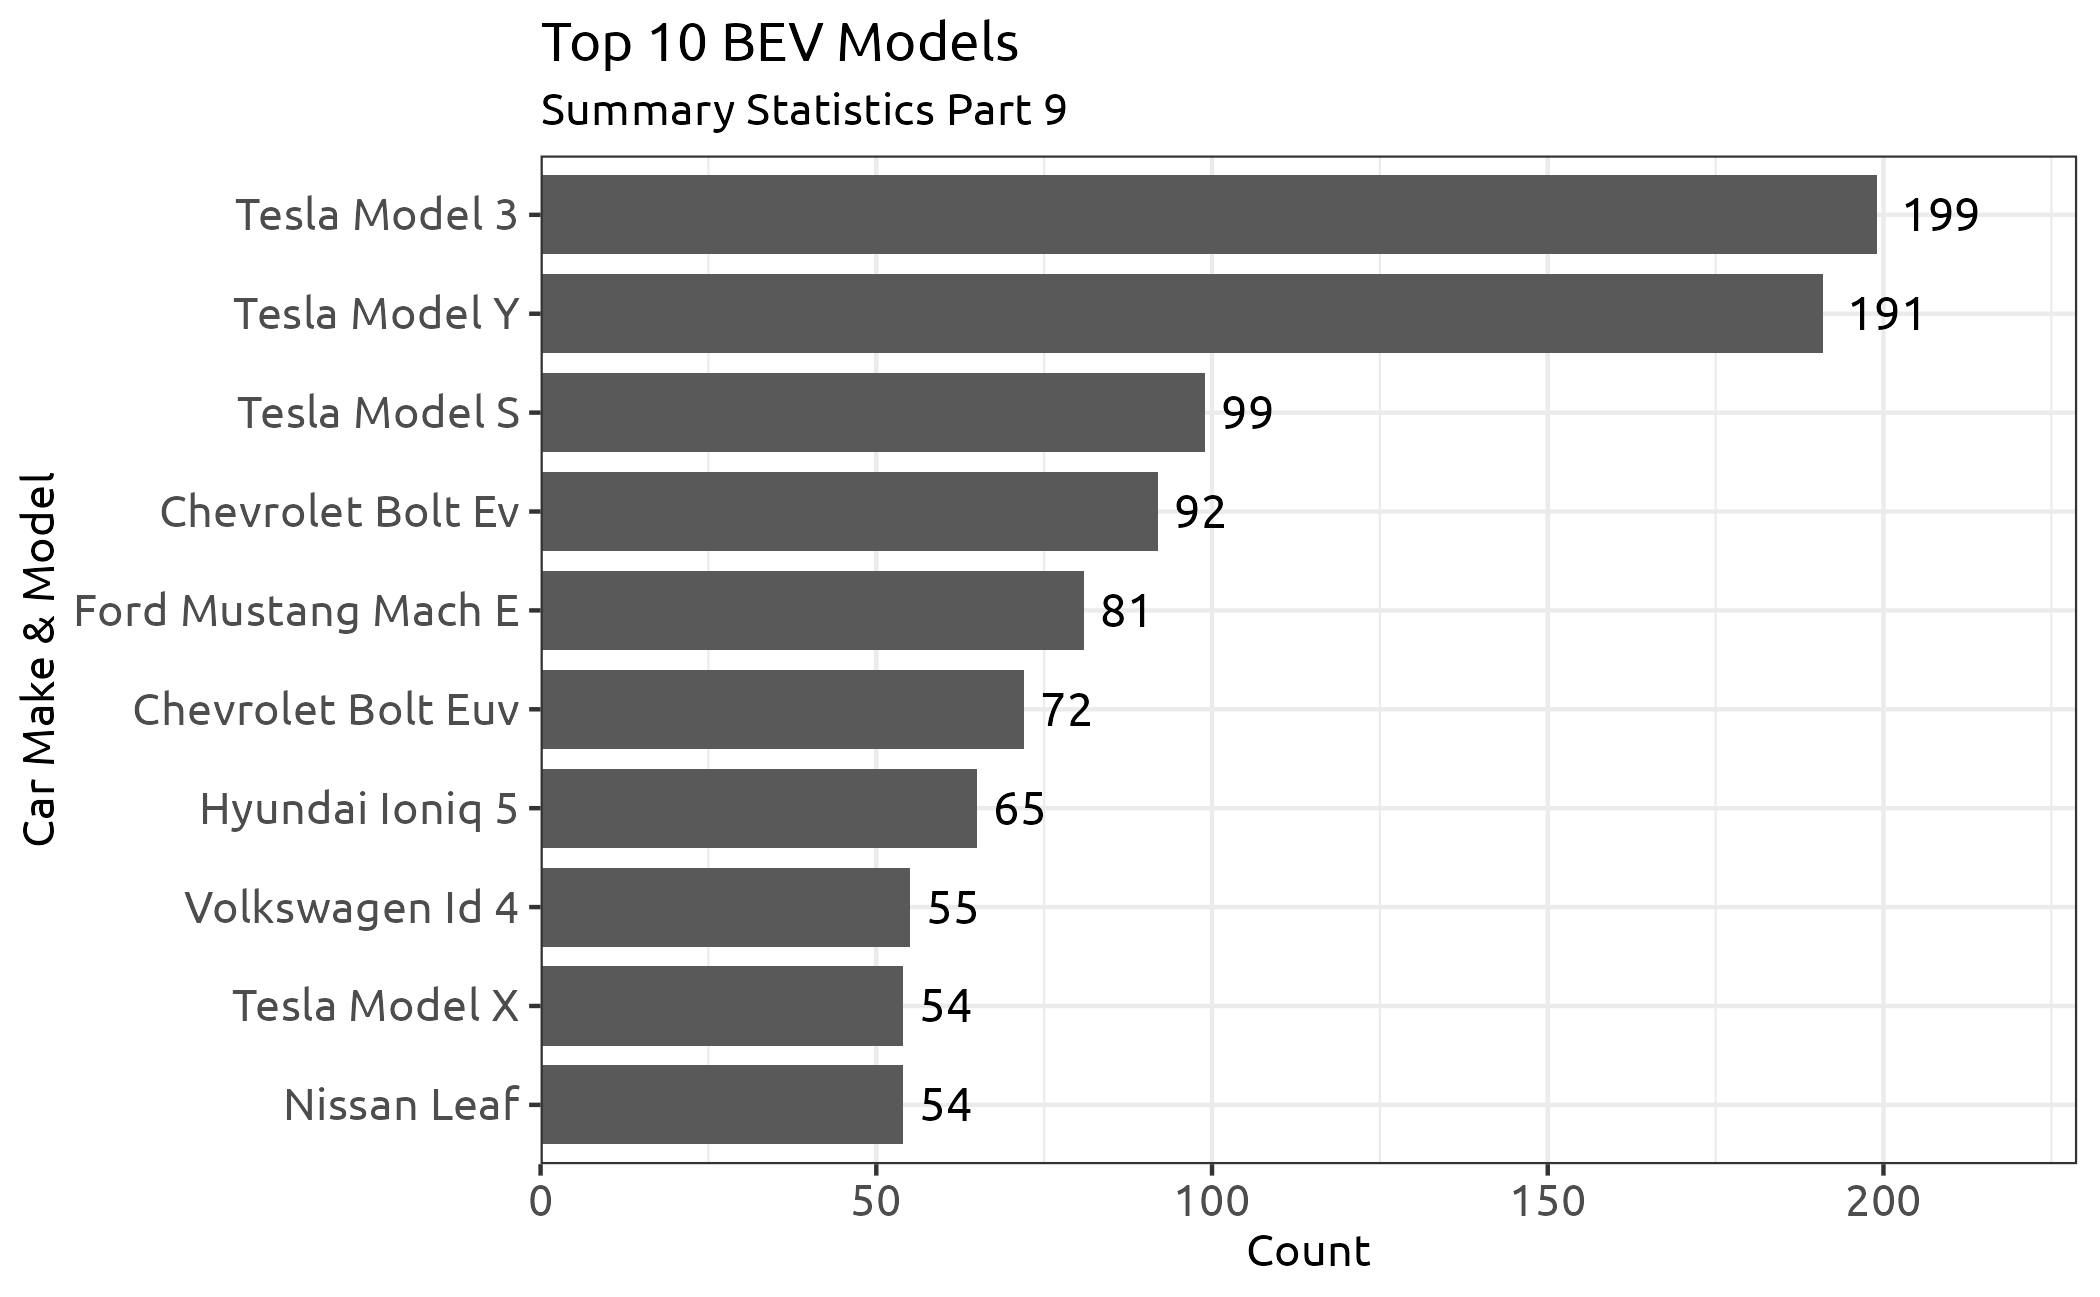 Top 10 BEV Models
Summary Statistics Part 9
Car Make & Model
Tesla Model 3 199
Tesla Model Y 191
Tesla Model S 99
Chevrolet Bolt Ev 92
Ford Mustang Mach E 81
Chevrolet Bolt Euv 72
Hyundai Ioniq 5 65
Volkswagen Id 4 55
Tesla Model X 54
Nissan Leaf 54
0 50 100 150 200
Count